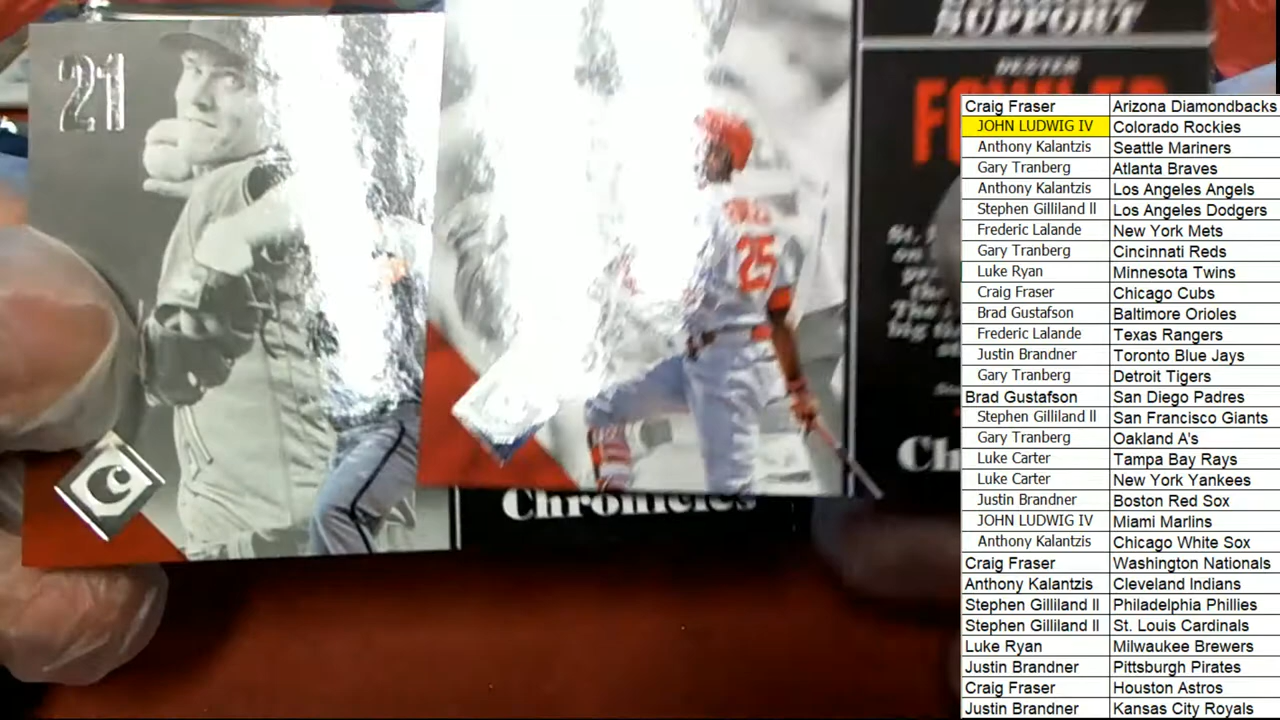 SUPPORT
DEXTER
21
25
C
Chronicles
Craig Fraser Arizona Diamondbacks
JOHN LUDWIG IV Colorado Rockies
Anthony Kalantzis Seattle Mariners
Gary Tranberg Atlanta Braves
Anthony Kalantzis Los Angeles Angels
Stephen Gilliland II Los Angeles Dodgers
Frederic Lalande New York Mets
Gary Tranberg Cincinnati Reds
Luke Ryan Minnesota Twins
Craig Fraser Chicago Cubs
Brad Gustafson Baltimore Orioles
Frederic Lalande Texas Rangers
Justin Brandner Toronto Blue Jays
Gary Tranberg Detroit Tigers
Brad Gustafson San Diego Padres
Stephen Gilliland II San Francisco Giants
Gary Tranberg Oakland A's
Luke Carter Tampa Bay Rays
Luke Carter New York Yankees
Justin Brandner Boston Red Sox
JOHN LUDWIG IV Miami Marlins
Anthony Kalantzis Chicago White Sox
Craig Fraser Washington Nationals
Anthony Kalantzis Cleveland Indians
Stephen Gilliland II Philadelphia Phillies
Stephen Gilliland II St. Louis Cardinals
Luke Ryan Milwaukee Brewers
Justin Brandner Pittsburgh Pirates
Craig Fraser Houston Astros
Justin Brandner Kansas City Royals